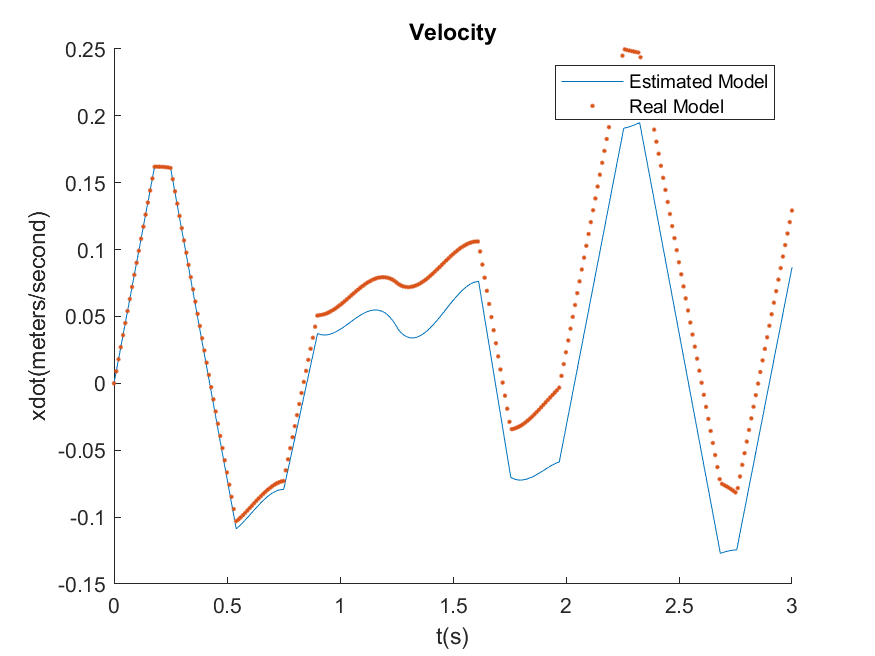 Velocity
0.25
0.2
0.15
0.1
0.05
0
-0.05
-0.1
-0.15
xdot(meters/second)
Estimated Model
Real Model
0 0.5 1 1.5 2 2.5 3
t(s)